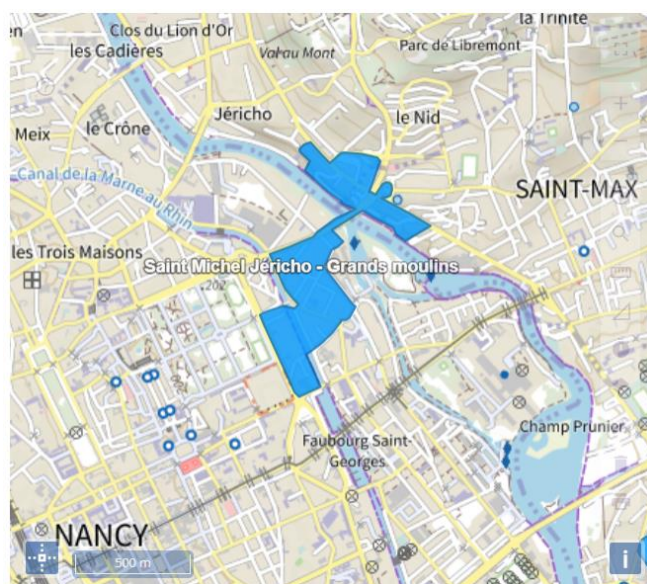 Clos du Lion d'Or
la Trinité
en
les Cadières
Val au Mont
Parc de Libremont
Meix
le Crône
Jéricho
le Nid
Canal de la Marne au Rhin
SAINT-MAX
les Trois Maisons
Saint Michel Jéricho - Grands moulins
202
Champ Prunier
Faubourg Saint-
Georges
NANCY
500 m
i